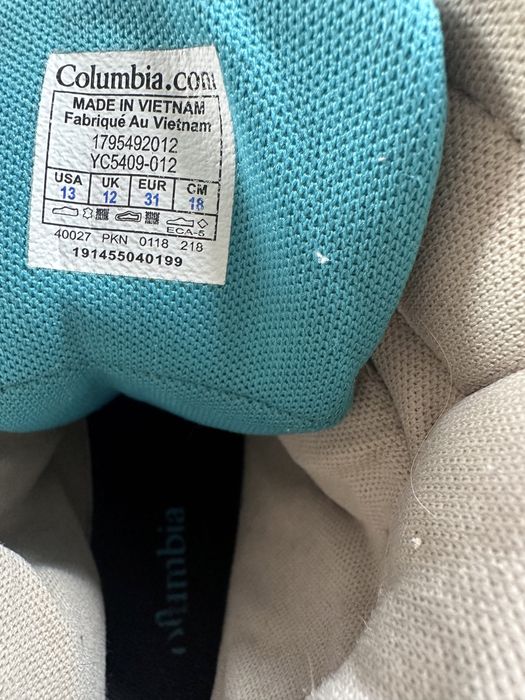 Columbia.com
MADE IN VIETNAM
Fabriqué Au Vietnam
1795492012
YC5409-012
USA UK EUR CM
13 12 31 18
ECA-5
40027 PKN 0118 218
191455040199
Columbia